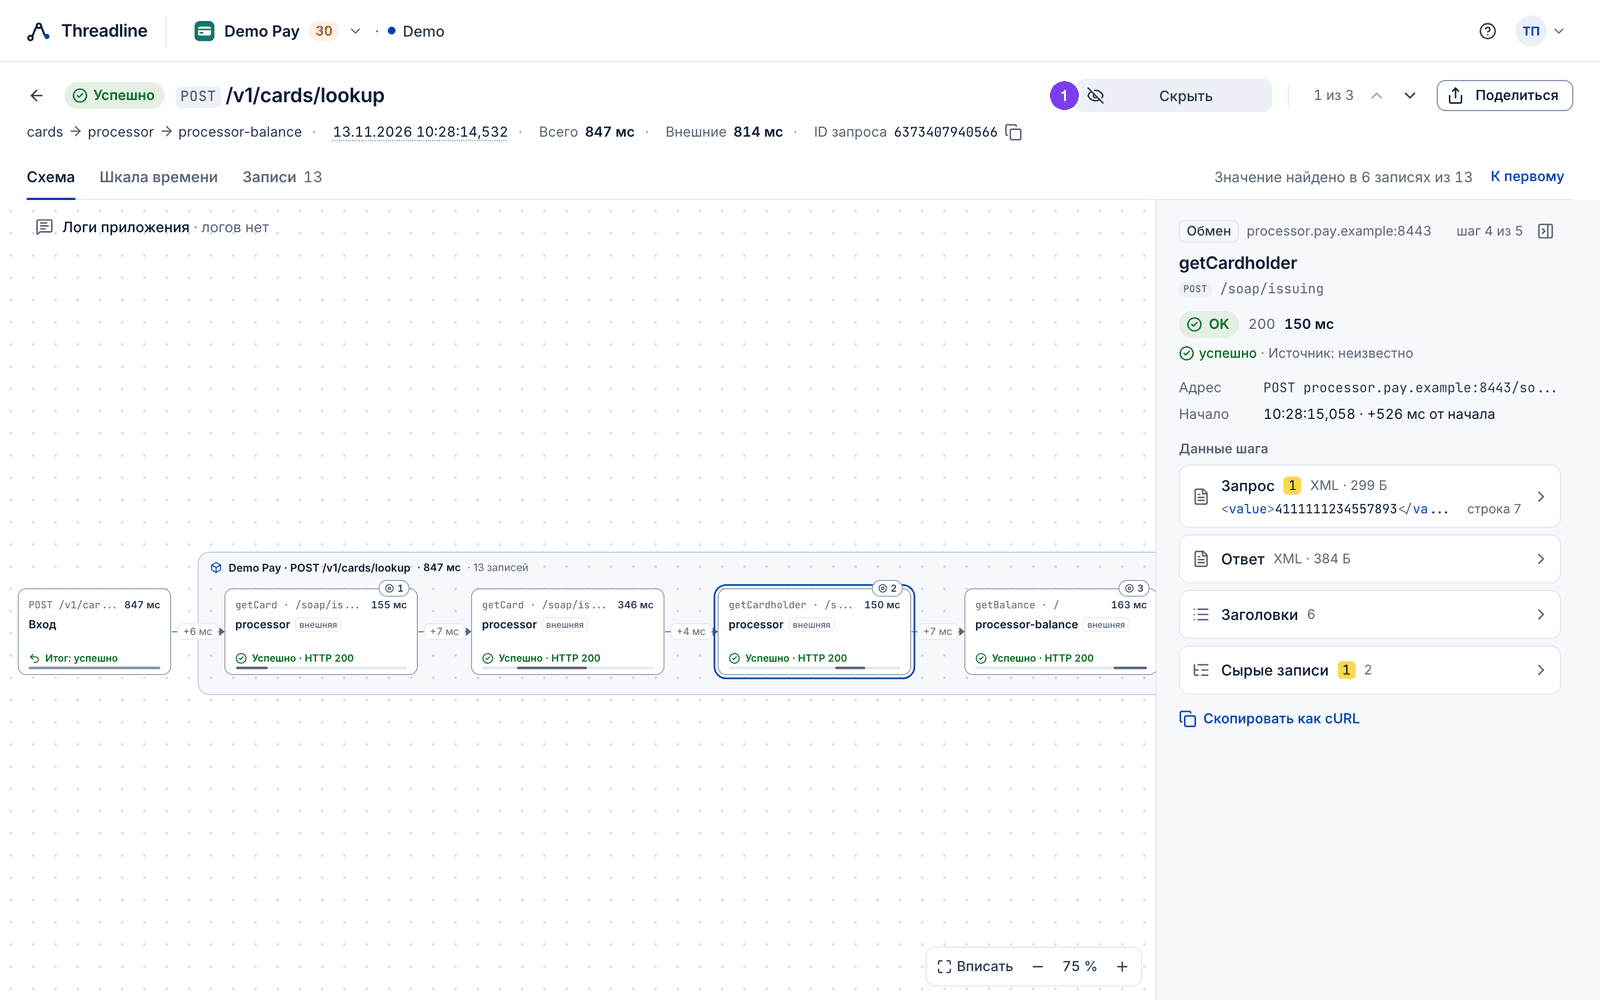 Threadline
Demo Pay 30 · Demo
ТП
Успешно POST /v1/cards/lookup
1 Скрыть
1 из 3
Поделиться
cards → processor → processor-balance · 13.11.2026 10:28:14,532 · Всего 847 мс · Внешние 814 мс · ID запроса 6373407940566
Схема
Шкала времени
Записи 13
Значение найдено в 6 записях из 13
К первому
Логи приложения · логов нет
Demo Pay · POST /v1/cards/lookup · 847 мс · 13 записей
POST /v1/car... 847 мс
Вход
Итог: успешно
+6 мс
1
getCard · /soap/is... 155 мс
processor внешняя
Успешно · HTTP 200
+7 мс
getCard · /soap/is... 346 мс
processor внешняя
Успешно · HTTP 200
+4 мс
2
getCardholder · /s... 150 мс
processor внешняя
Успешно · HTTP 200
+7 мс
3
getBalance · / 163 мс
processor-balance внешняя
Успешно · HTTP 200
Вписать − 75 % +
Обмен processor.pay.example:8443 шаг 4 из 5
getCardholder
POST /soap/issuing
OK 200 150 мс
успешно · Источник: неизвестно
Адрес POST processor.pay.example:8443/so...
Начало 10:28:15,058 · +526 мс от начала
Данные шага
Запрос 1 XML · 299 Б
<value>4111111234557893</va... строка 7
Ответ XML · 384 Б
Заголовки 6
Сырые записи 1 2
Скопировать как cURL